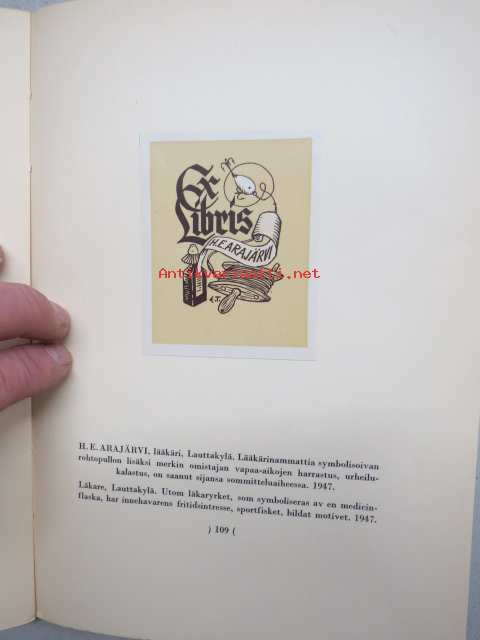 Ex
Libris
H.E.ARAJÄRVI
Antikvariaatti.net
H. E. ARAJÄRVI, lääkäri, Lauttakylä. Lääkärinammattia symbolisoivan
rohtopullon lisäksi merkin omistajan vapaa-aikojen harrastus, urheilu-
kalastus, on saanut sijansa sommitteluaiheessa. 1947.
Läkare, Lauttakylä. Utom läkaryrket, som symboliseras av en medicin-
flaska, har innehavarens fritidsintresse, sportfisket, bildat motivet. 1947.
) 109 (